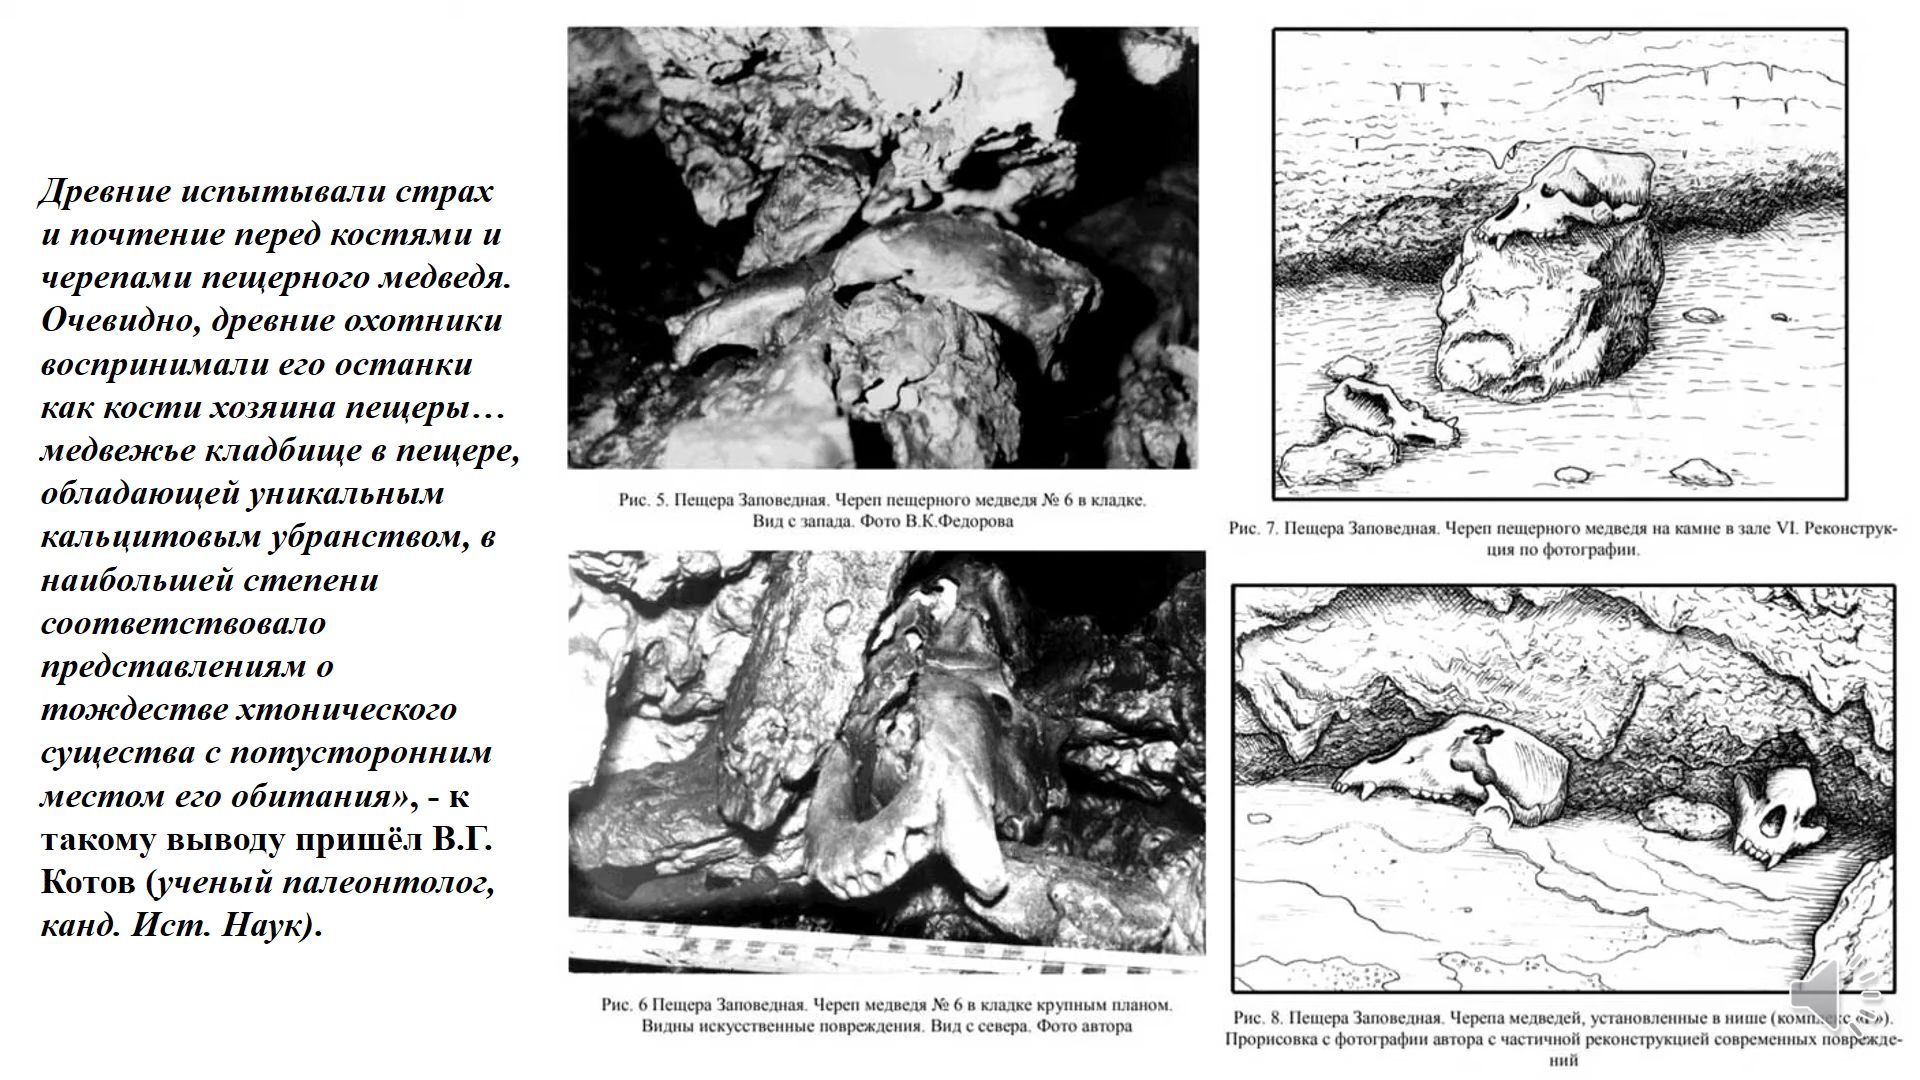 Древние испытывали страх
и почтение перед костями и
черепами пещерного медведя.
Очевидно, древние охотники
воспринимали его останки
как кости хозяина пещеры…
медвежье кладбище в пещере,
обладающей уникальным
кальцитовым убранством, в
наибольшей степени
соответствовало
представлениям о
тождестве хтонического
существа с потусторонним
местом его обитания», - к
такому выводу пришёл В.Г.
Котов (ученый палеонтолог,
канд. Ист. Наук).
Рис. 5. Пещера Заповедная. Череп пещерного медведя № 6 в кладке.
Вид с запада. Фото В.К.Федорова
Рис. 6 Пещера Заповедная. Череп медведя № 6 в кладке крупным планом.
Видны искусственные повреждения. Вид с севера. Фото автора
Рис. 7. Пещера Заповедная. Череп пещерного медведя на камне в зале VI. Реконструк-
ция по фотографии.
Рис. 8. Пещера Заповедная. Черепа медведей, установленные в нише (комплекс
Прорисовка с фотографии автора с частичной реконструкцией современных поврежде-
ний